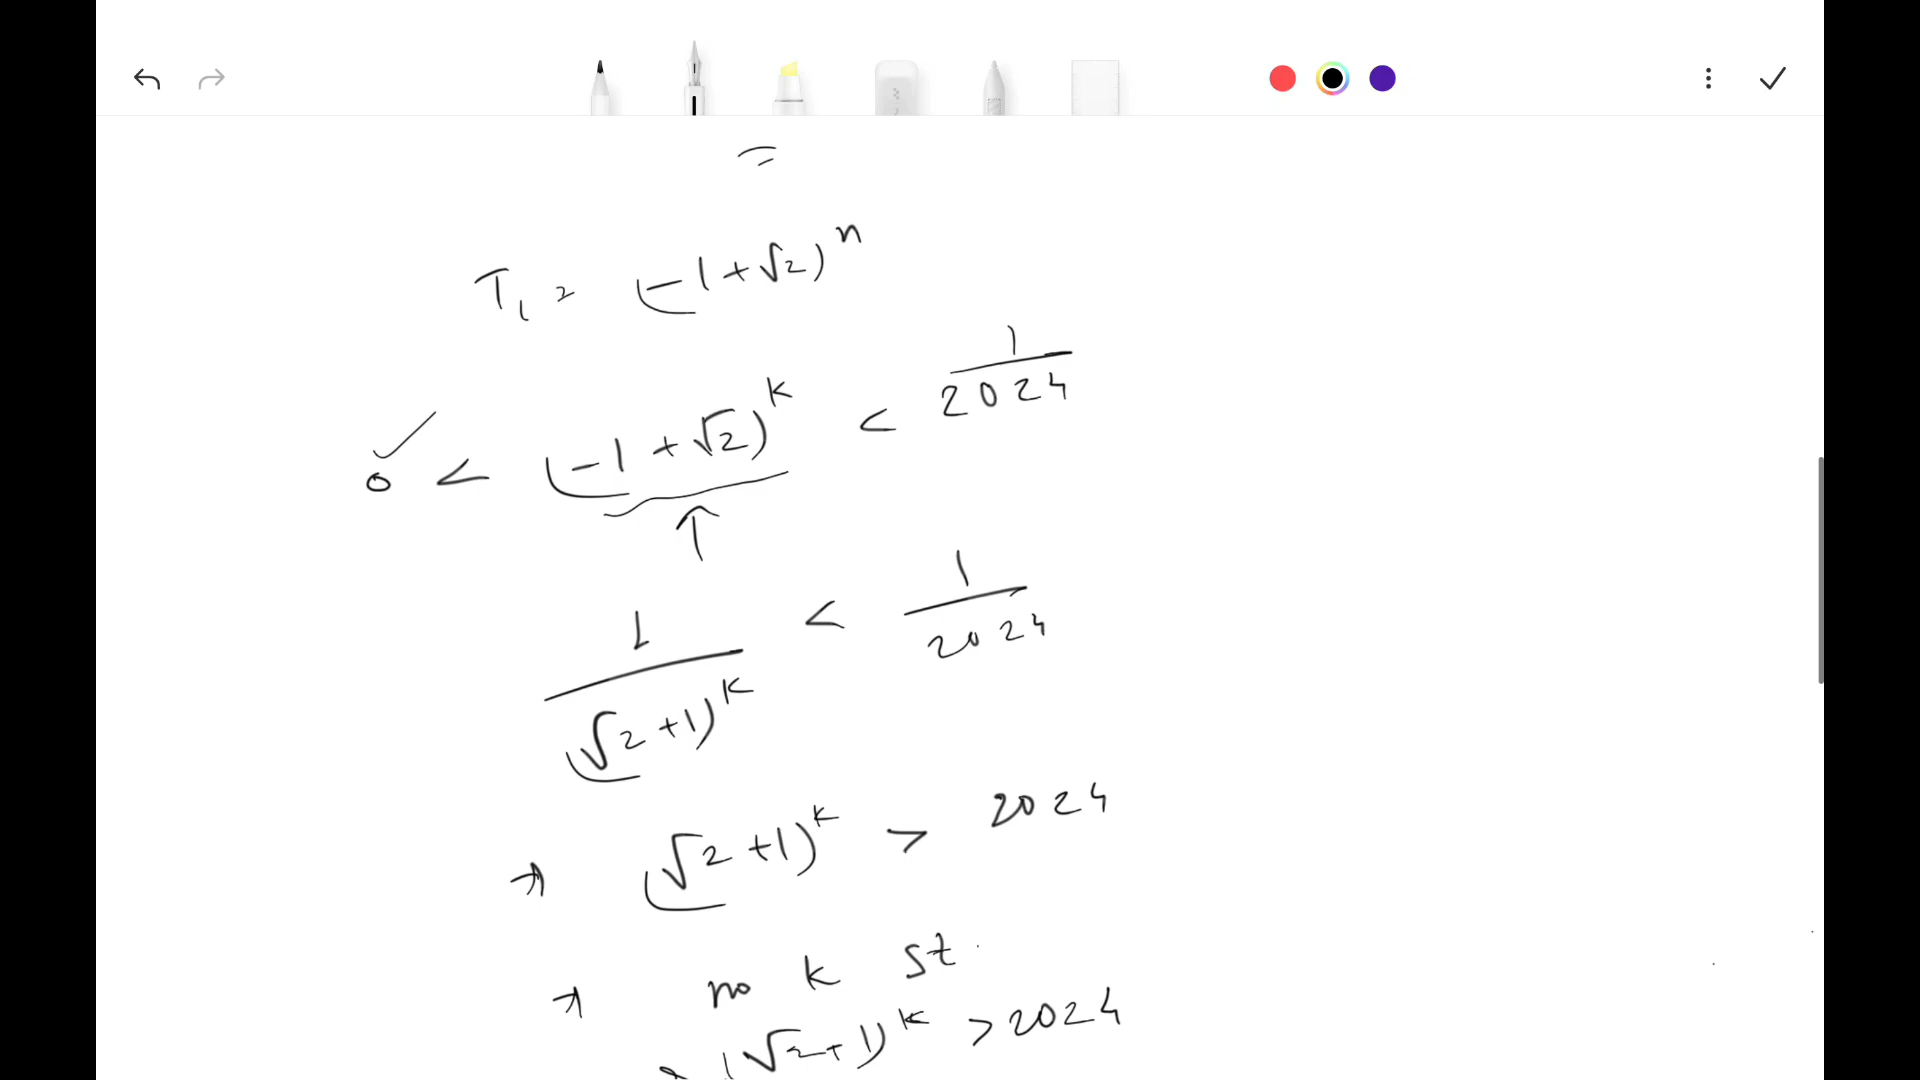 =
T₁ = (-1+√2)ⁿ
0 < (-1+√2)ᵏ < 1/2024
↑
1/(√2+1)ᵏ < 1/2024
→ (√2+1)ᵏ > 2024
→ no k st.
(√2+1)ᵏ > 2024